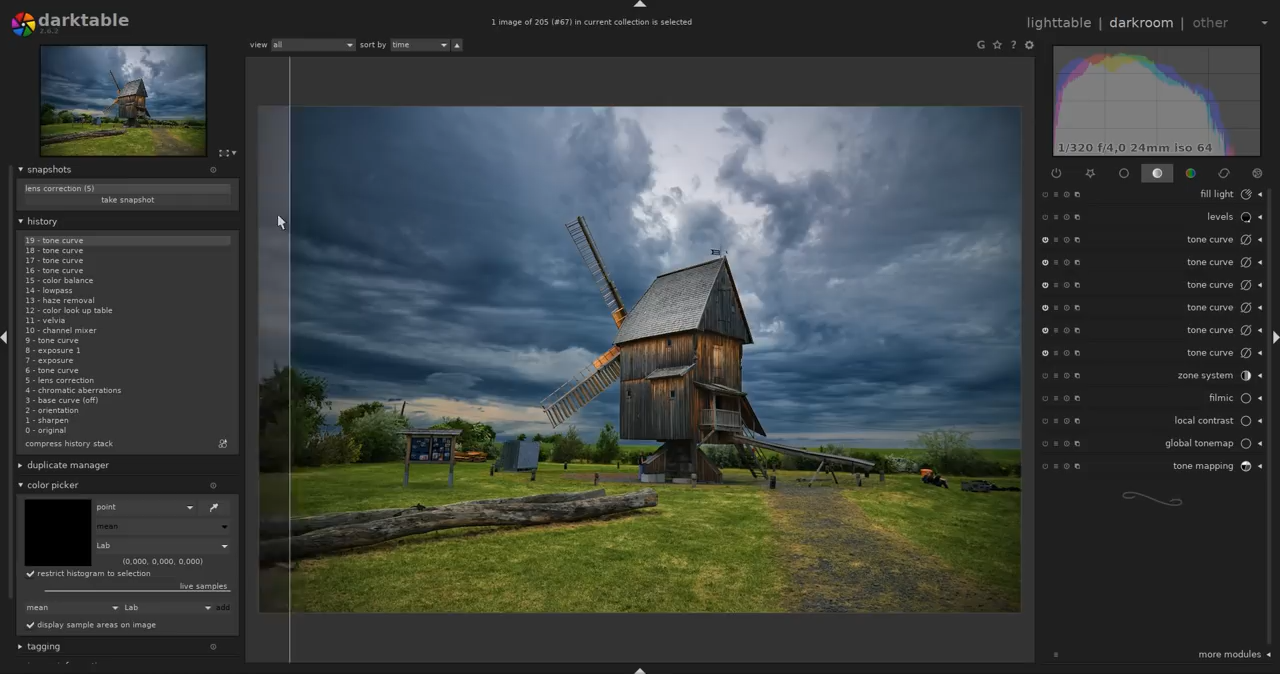 darktable
2.6.2
1 image of 205 (#67) in current collection is selected
lighttable | darkroom | other
view all sort by time
G ☆ ?
1/320 f/4,0 24mm iso 64
snapshots
lens correction (5)
take snapshot
history
19 - tone curve
18 - tone curve
17 - tone curve
16 - tone curve
15 - color balance
14 - lowpass
13 - haze removal
12 - color look up table
11 - velvia
10 - channel mixer
9 - tone curve
8 - exposure 1
7 - exposure
6 - tone curve
5 - lens correction
4 - chromatic aberrations
3 - base curve (off)
2 - orientation
1 - sharpen
0 - original
compress history stack
duplicate manager
color picker
point
mean
Lab
(0,000, 0,000, 0,000)
restrict histogram to selection
live samples
mean Lab add
display sample areas on image
tagging
fill light
levels
tone curve
tone curve
tone curve
tone curve
tone curve
tone curve
zone system
filmic
local contrast
global tonemap
tone mapping
more modules